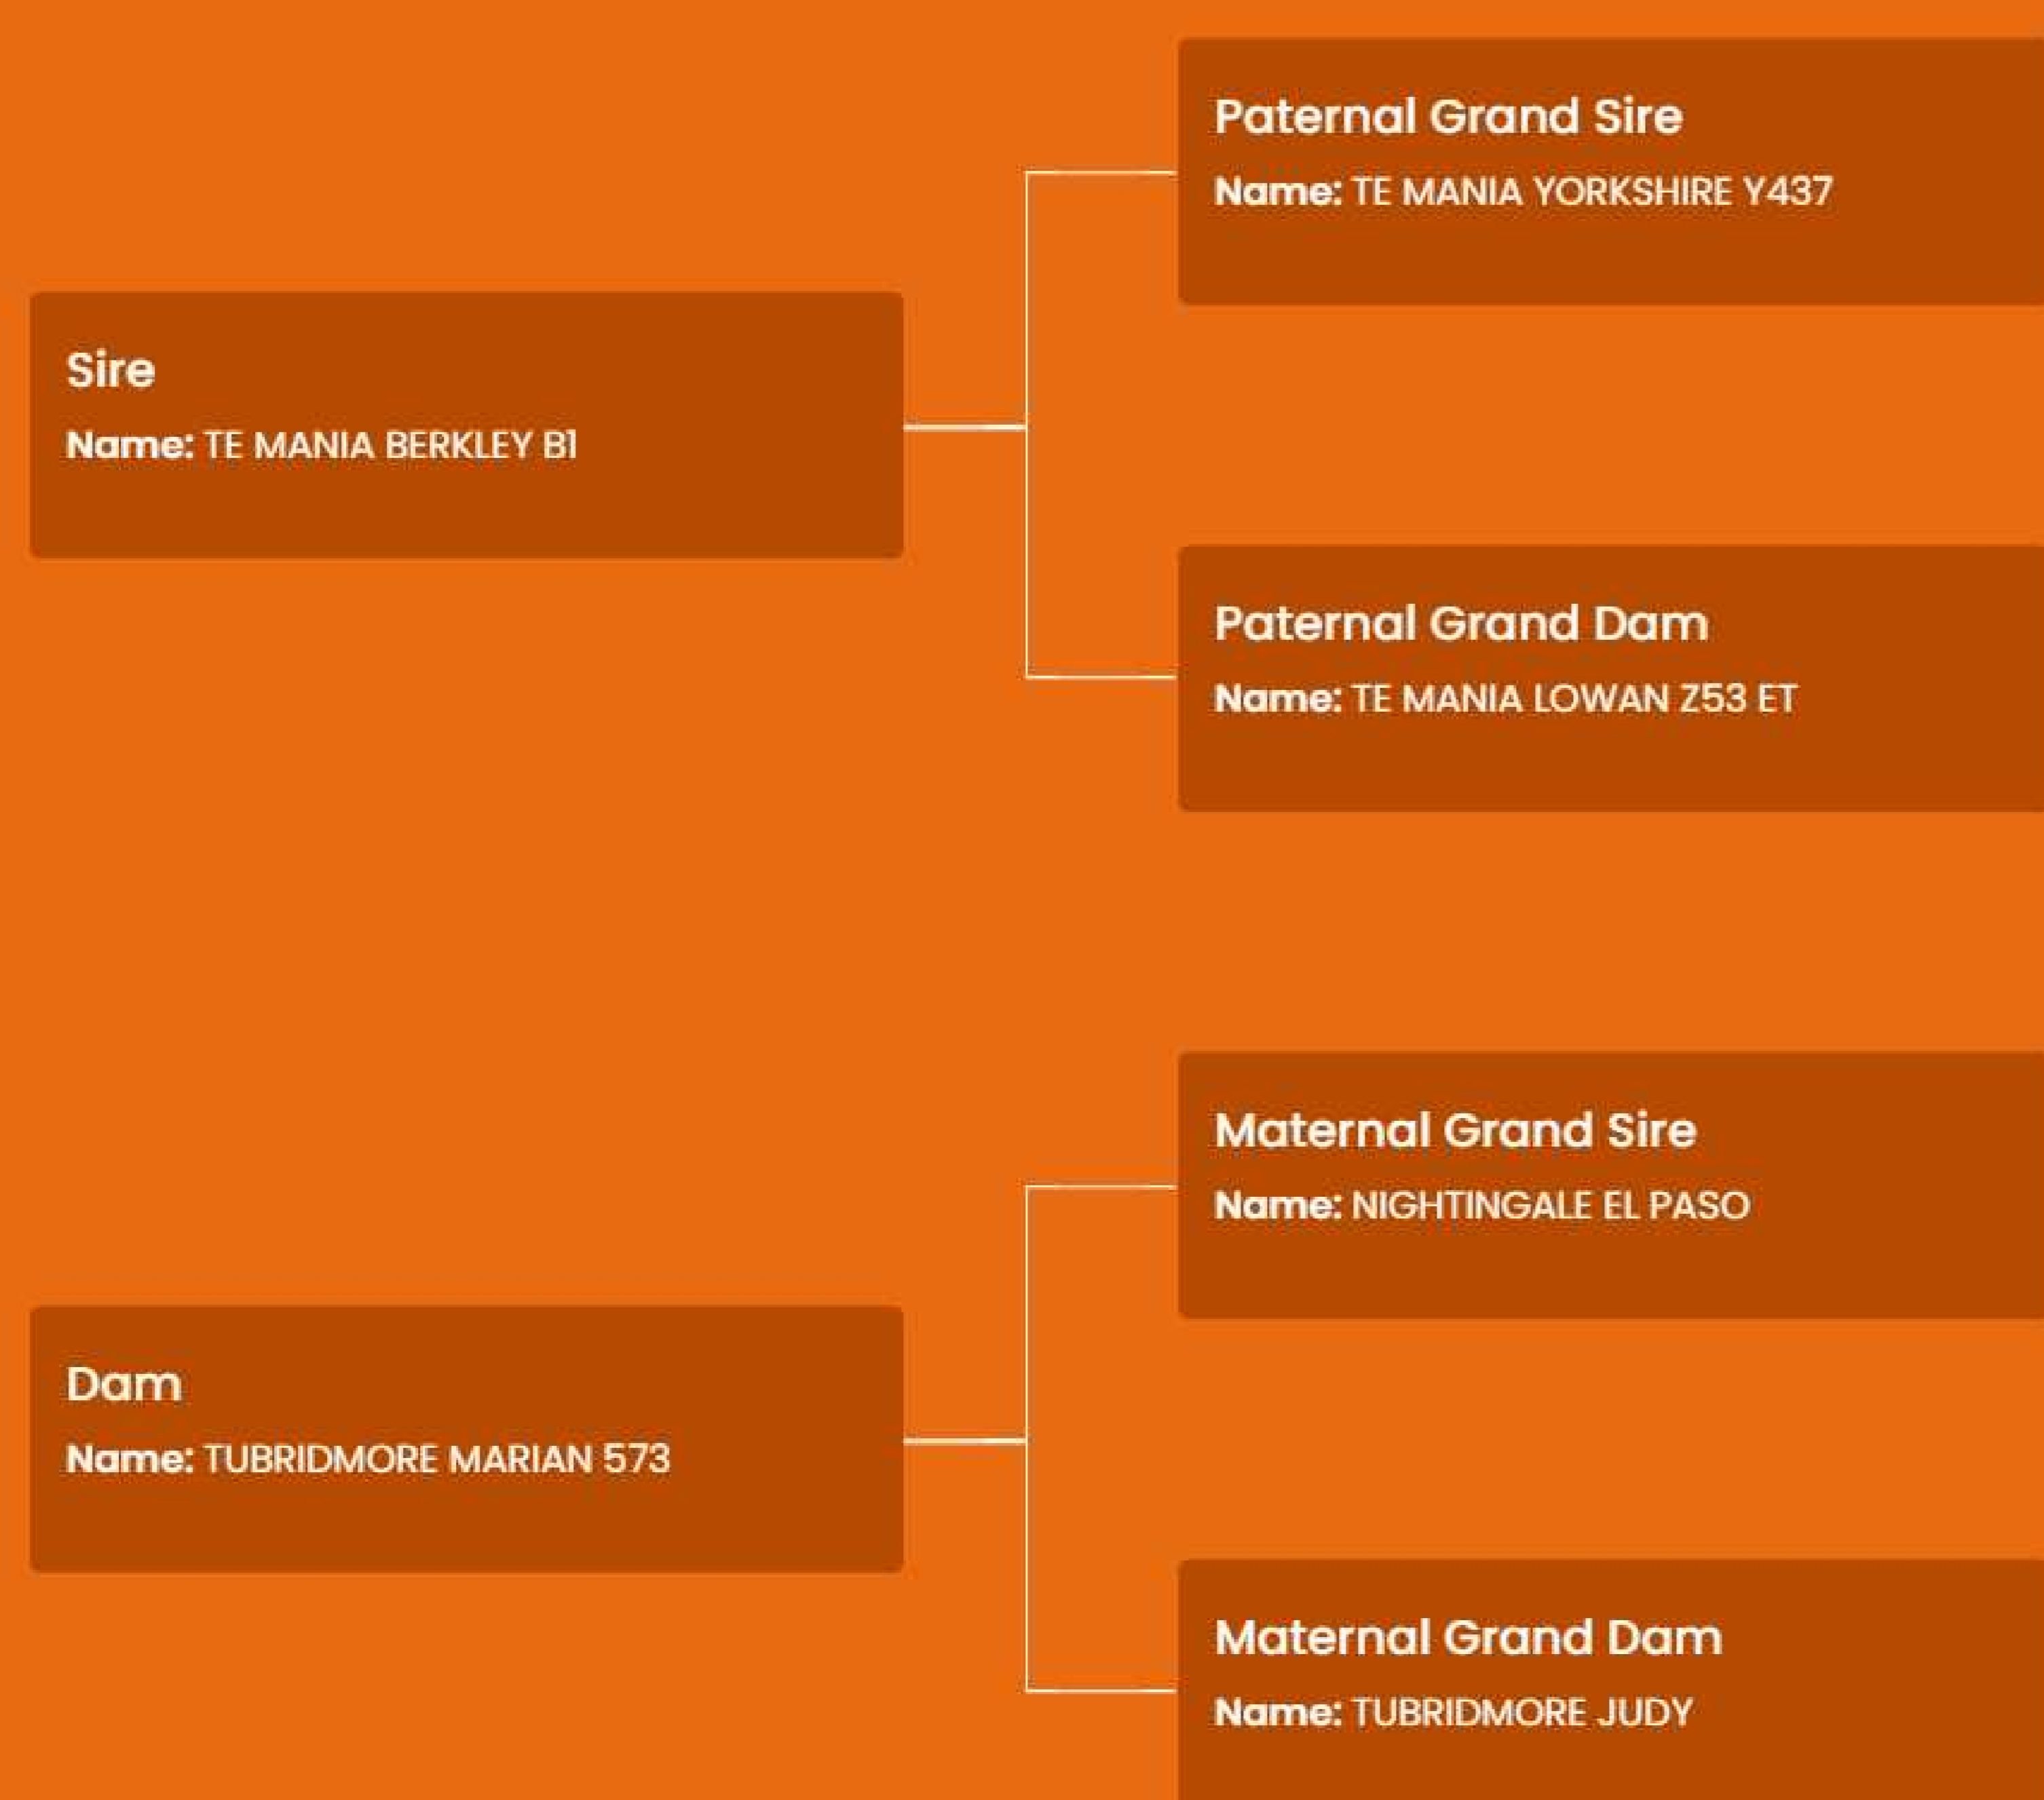 Paternal Grand Sire
Name: TE MANIA YORKSHIRE Y437
Sire
Name: TE MANIA BERKLEY B1
Paternal Grand Dam
Name: TE MANIA LOWAN Z53 ET
Maternal Grand Sire
Name: NIGHTINGALE EL PASO
Dam
Name: TUBRIDMORE MARIAN 573
Maternal Grand Dam
Name: TUBRIDMORE JUDY